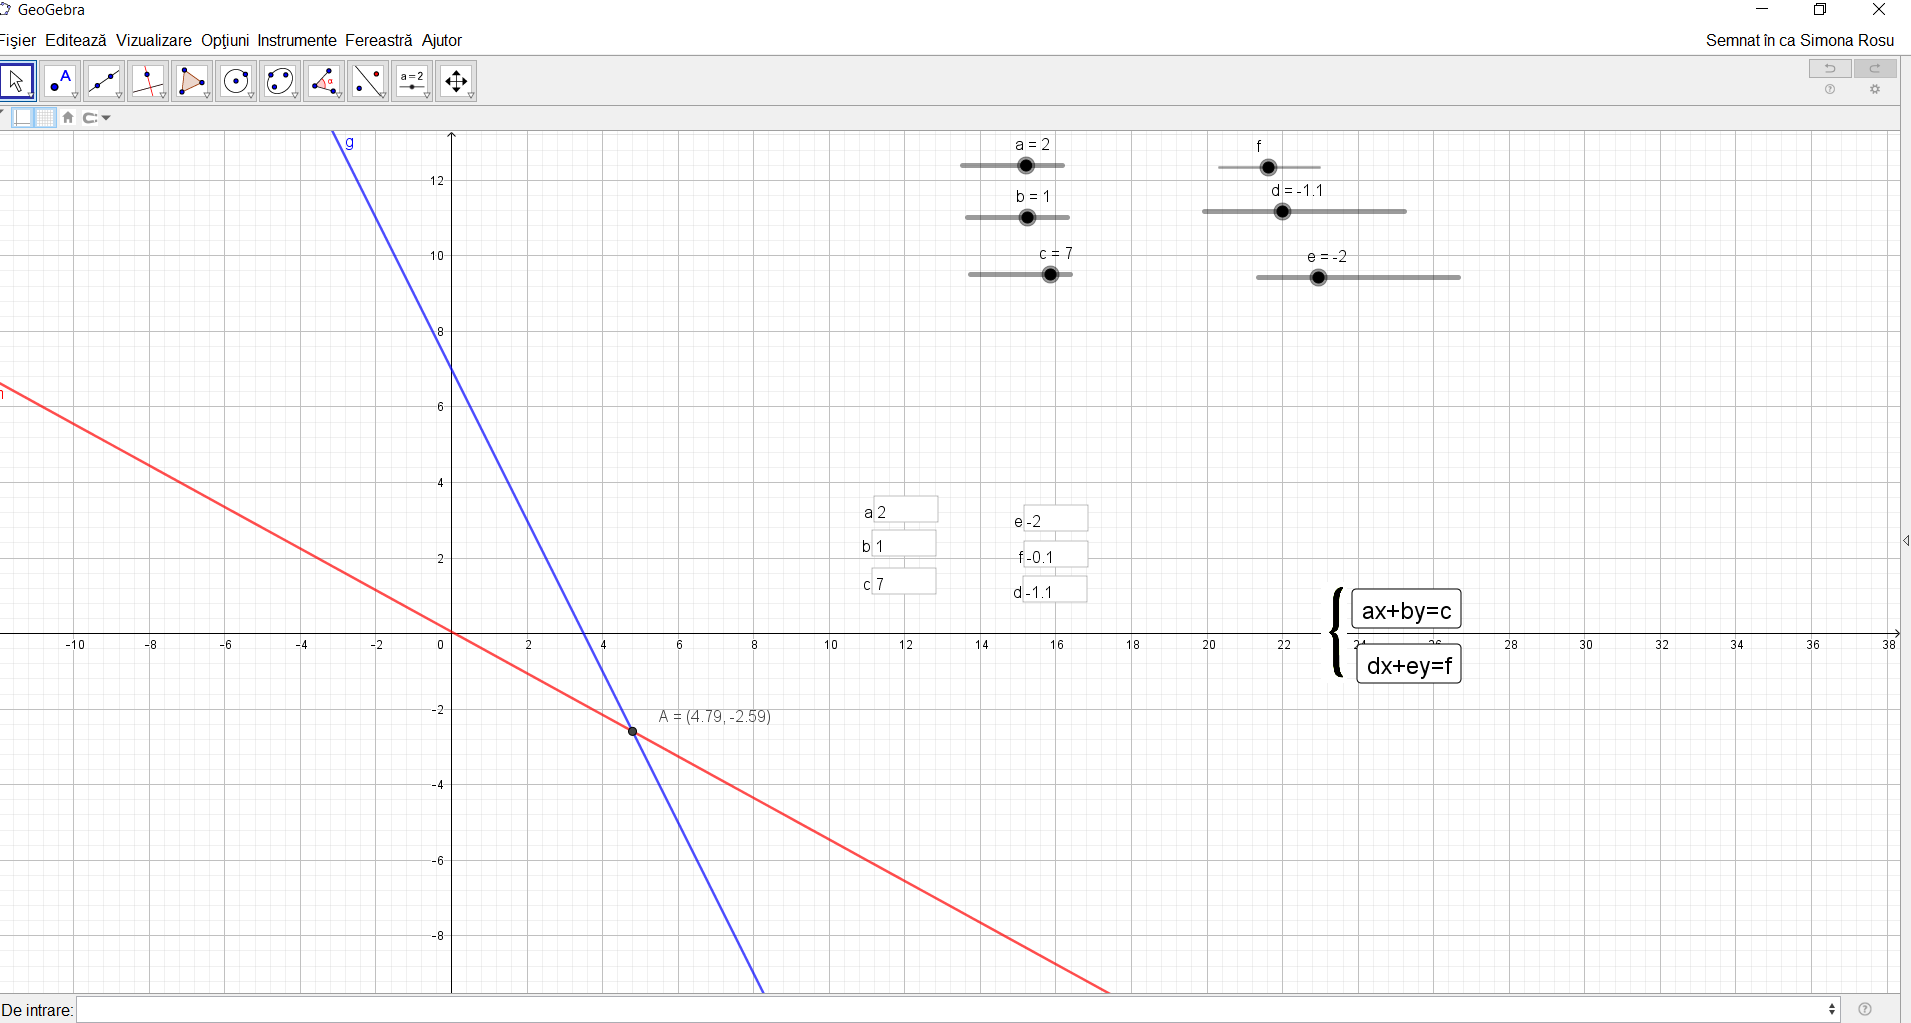 GeoGebra
Fișier Editează Vizualizare Opțiuni Instrumente Fereastră Ajutor
Semnat în ca Simona Rosu
A
α
a=2
g
a = 2
f
12
d = -1.1
b = 1
10
c = 7
e = -2
8
6
4
a 2
e -2
b 1
2
f -0.1
c 7
d -1.1
ax+by=c
-10 -8 -6 -4 -2 0 2 4 6 8 10 12 14 16 18 20 22 24 26 28 30 32 34 36 38
dx+ey=f
-2
A = (4.79, -2.59)
-4
-6
-8
De intrare: